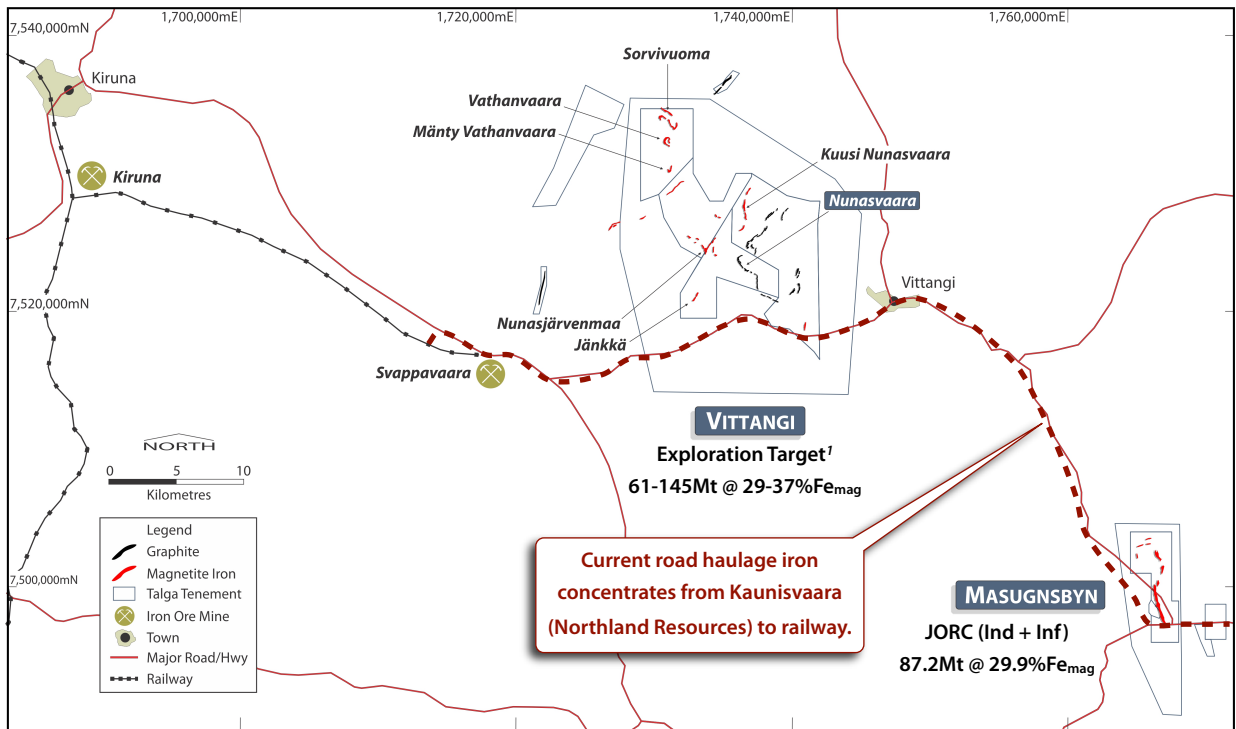 1,700,000mE
1,720,000mE
1,740,000mE
1,760,000mE
7,540,000mN
Kiruna
Sorvivuoma
Vathanvaara
Mänty Vathanvaara
Kuusi Nunasvaara
Kiruna
Nunasvaara
Vittangi
7,520,000mN
Nunasjärvenmaa
Jänkkä
Svappavaara
VITTANGI
Exploration Target1
61-145Mt @ 29-37%Femag
NORTH
0 5 10
Kilometres
Legend
Graphite
Magnetite Iron
Talga Tenement
Iron Ore Mine
Town
Major Road/Hwy
Railway
7,500,000mN
Current road haulage iron
concentrates from Kaunisvaara
(Northland Resources) to railway.
MASUGNSBYN
JORC (Ind + Inf)
87.2Mt @ 29.9%Femag